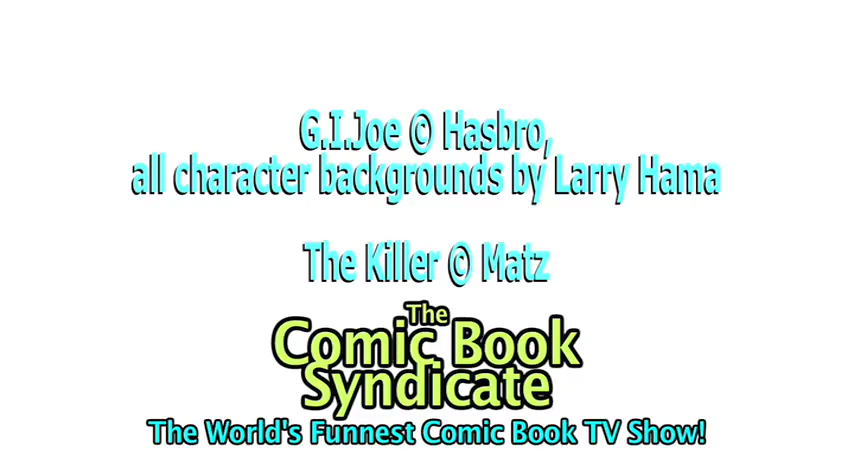 G.I.Joe © Hasbro,
all character backgrounds by Larry Hama
The Killer © Matz
The
Comic Book
Syndicate
The World's Funnest Comic Book TV Show!